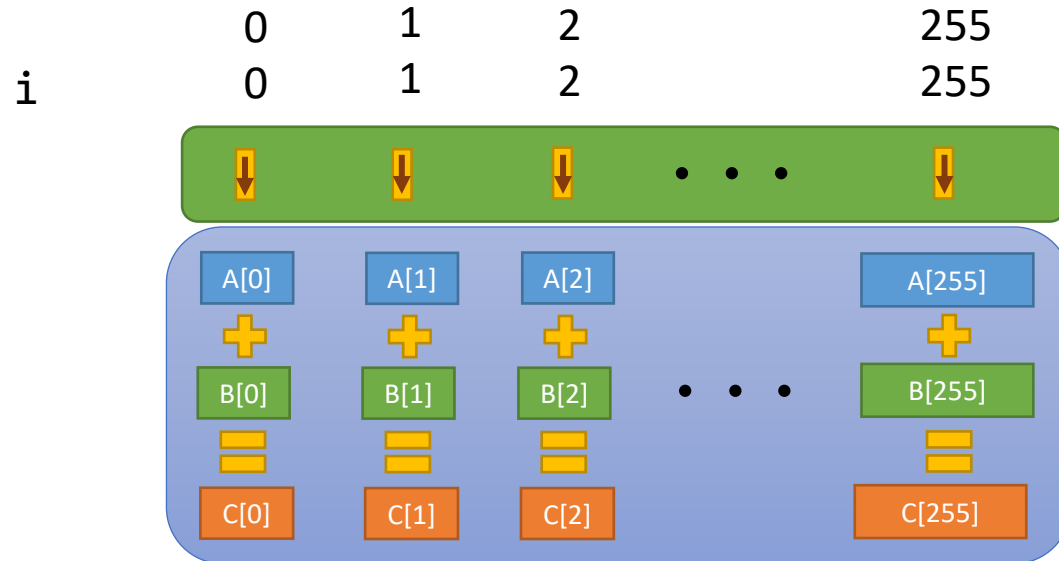 0 1 2 255
i 0 1 2 255
A[0] A[1] A[2] A[255]
B[0] B[1] B[2] B[255]
C[0] C[1] C[2] C[255]